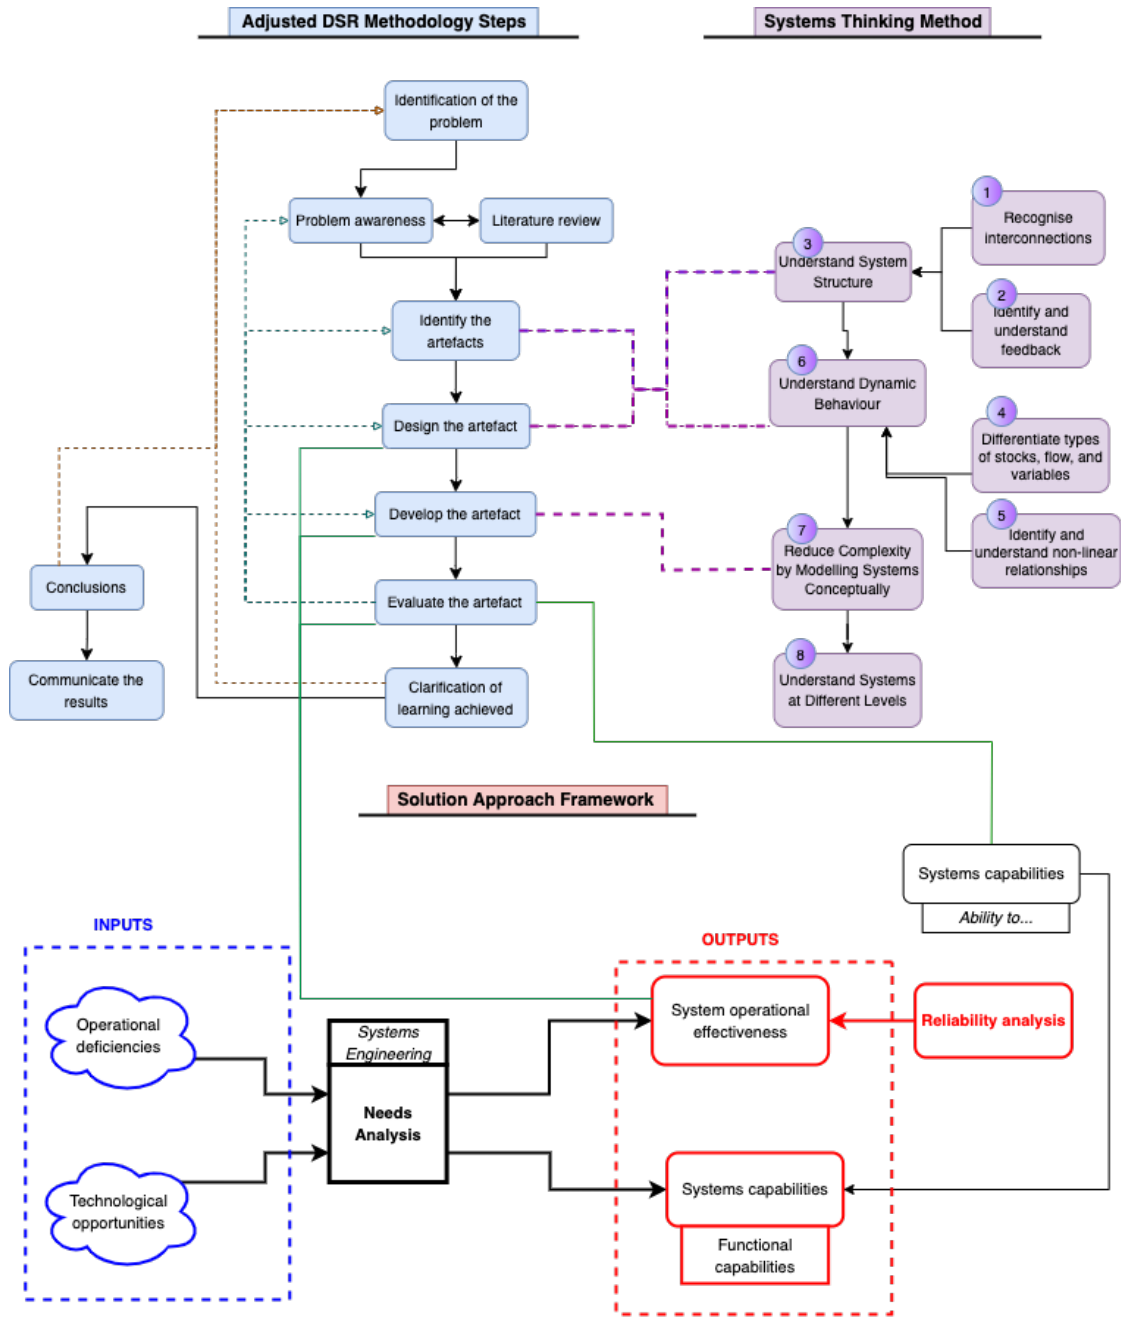 Adjusted DSR Methodology Steps
Systems Thinking Method
Identification of the
problem
Problem awareness
Literature review
Identify the
artefacts
Design the artefact
Develop the artefact
Evaluate the artefact
Clarification of
learning achieved
Conclusions
Communicate the
results
1
Recognise
interconnections
2
Identify and
understand
feedback
3
Understand System
Structure
6
Understand Dynamic
Behaviour
4
Differentiate types
of stocks, flow, and
variables
5
Identify and
understand non-linear
relationships
7
Reduce Complexity
by Modelling Systems
Conceptually
8
Understand Systems
at Different Levels
Solution Approach Framework
Systems capabilities
Ability to...
INPUTS
Operational
deficiencies
Technological
opportunities
Systems
Engineering
Needs
Analysis
OUTPUTS
System operational
effectiveness
Reliability analysis
Systems capabilities
Functional
capabilities